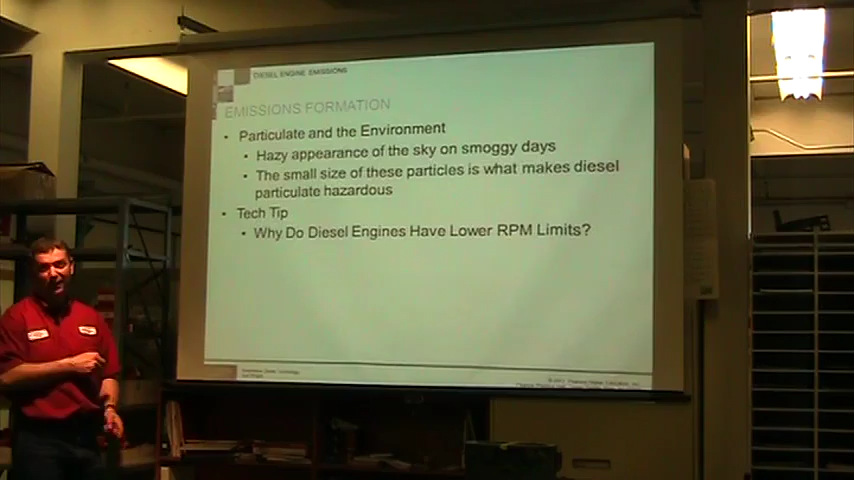 DIESEL ENGINE EMISSIONS
EMISSIONS FORMATION
• Particulate and the Environment
• Hazy appearance of the sky on smoggy days
• The small size of these particles is what makes diesel
particulate hazardous
• Tech Tip
• Why Do Diesel Engines Have Lower RPM Limits?